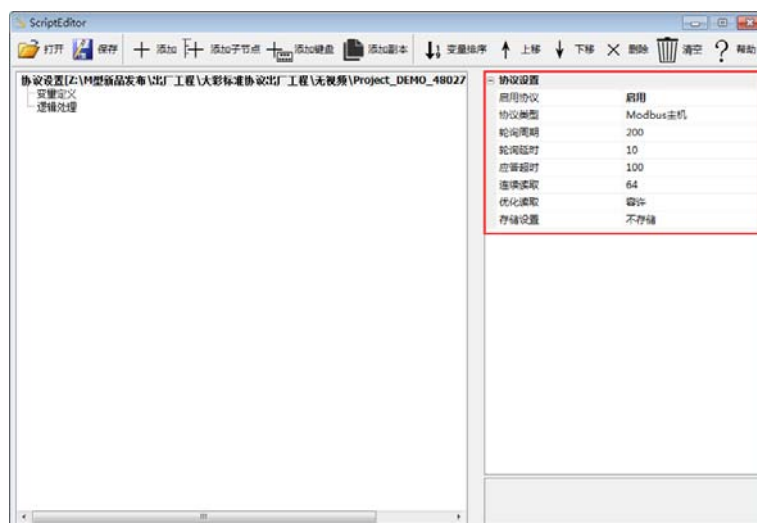 ScriptEditor
打开 保存 添加 添加子节点 添加键盘 添加副本 变量排序 上移 下移 删除 清空 帮助
协议设置[Z:\M型新品发布\出厂工程\大彩标准协议出厂工程\无视频\Project_DEMO_48027
变量定义
逻辑处理
协议设置
启用协议 启用
协议类型 Modbus主机
轮询周期 200
轮询延时 10
应答超时 100
连续读取 64
优化读取 容许
存储设置 不存储